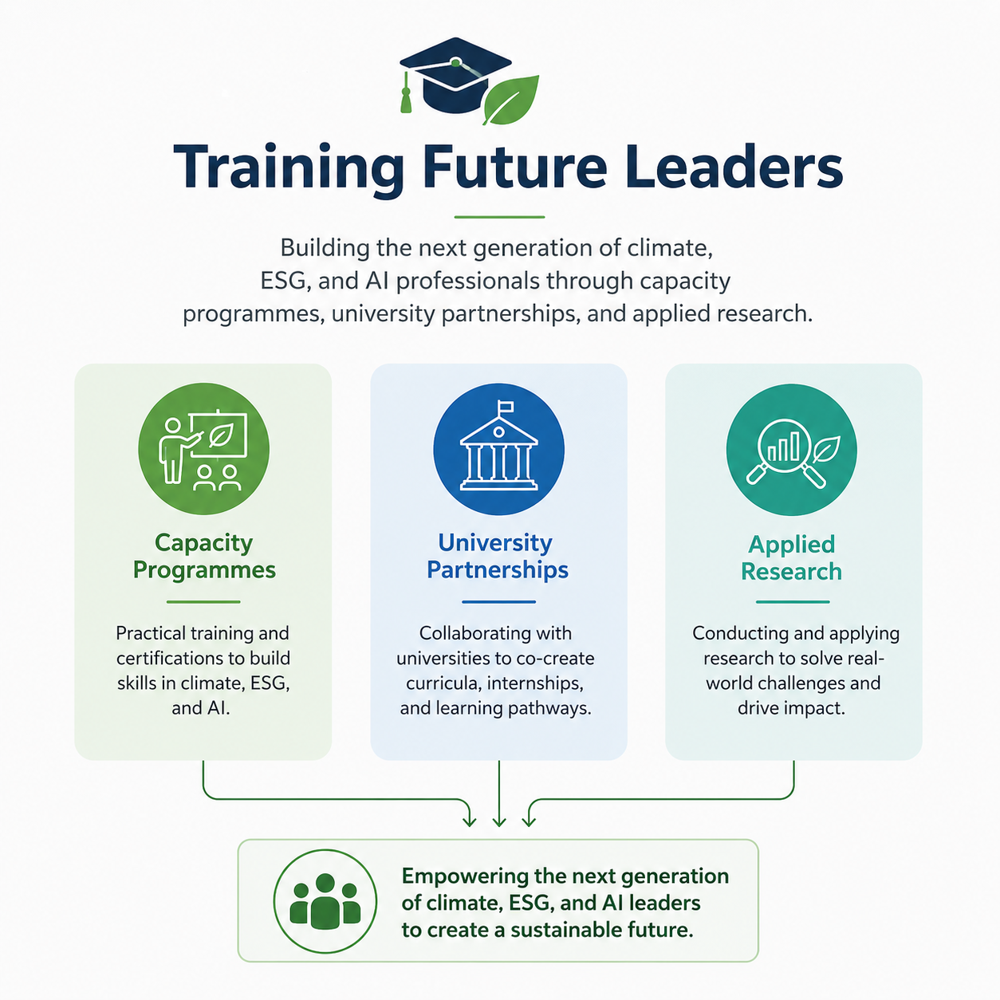 Training Future Leaders
Building the next generation of climate,
ESG, and AI professionals through capacity
programmes, university partnerships, and applied research.
Capacity
Programmes
Practical training and
certifications to build
skills in climate, ESG,
and AI.
University
Partnerships
Collaborating with
universities to co-create
curricula, internships,
and learning pathways.
Applied
Research
Conducting and applying
research to solve real-
world challenges and
drive impact.
Empowering the next generation
of climate, ESG, and AI leaders
to create a sustainable future.